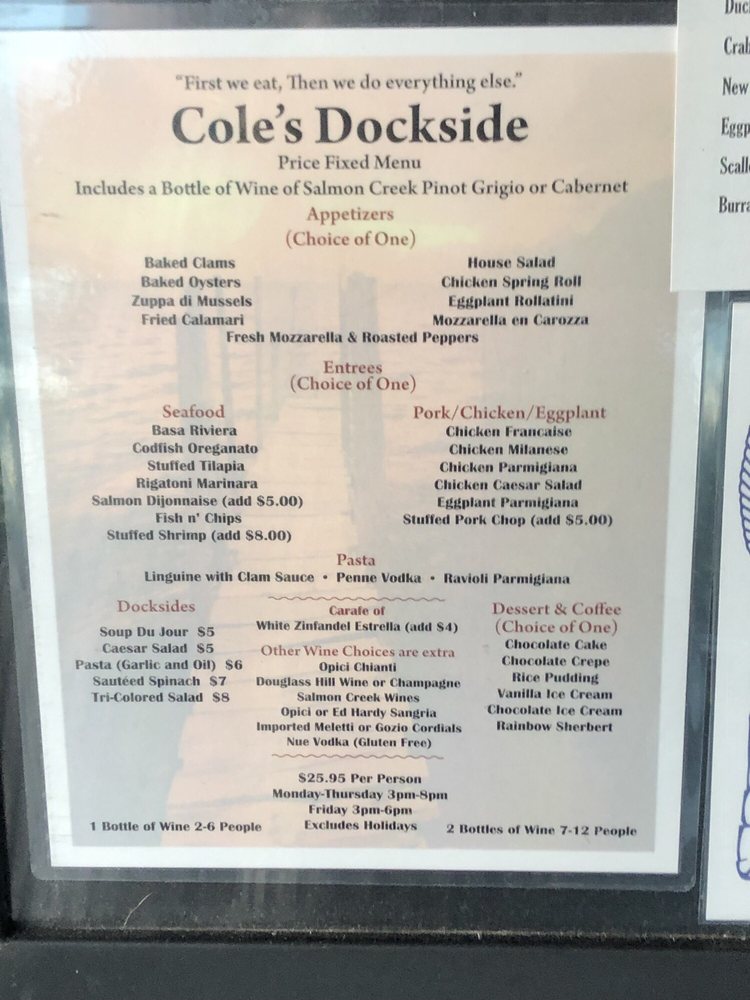 "First we eat, Then we do everything else."
Cole's Dockside
Price Fixed Menu
Includes a Bottle of Wine of Salmon Creek Pinot Grigio or Cabernet
Appetizers
(Choice of One)
Baked Clams
Baked Oysters
Zuppa di Mussels
Fried Calamari
House Salad
Chicken Spring Roll
Eggplant Rollatini
Mozzarella en Carozza
Fresh Mozzarella & Roasted Peppers
Entrees
(Choice of One)
Seafood
Basa Riviera
Codfish Oreganato
Stuffed Tilapia
Rigatoni Marinara
Salmon Dijonnaise (add $5.00)
Fish n' Chips
Stuffed Shrimp (add $8.00)
Pork/Chicken/Eggplant
Chicken Francaise
Chicken Milanese
Chicken Parmigiana
Chicken Caesar Salad
Eggplant Parmigiana
Stuffed Pork Chop (add $5.00)
Pasta
Linguine with Clam Sauce • Penne Vodka • Ravioli Parmigiana
Docksides
Soup Du Jour $5
Caesar Salad $5
Pasta (Garlic and Oil) $6
Sautéed Spinach $7
Tri-Colored Salad $8
Carafe of
White Zinfandel Estrella (add $4)
Other Wine Choices are extra
Opici Chianti
Douglass Hill Wine or Champagne
Salmon Creek Wines
Opici or Ed Hardy Sangria
Imported Meletti or Gozio Cordials
Nue Vodka (Gluten Free)
Dessert & Coffee
(Choice of One)
Chocolate Cake
Chocolate Crepe
Rice Pudding
Vanilla Ice Cream
Chocolate Ice Cream
Rainbow Sherbert
$25.95 Per Person
Monday-Thursday 3pm-8pm
Friday 3pm-6pm
Excludes Holidays
1 Bottle of Wine 2-6 People
2 Bottles of Wine 7-12 People
New